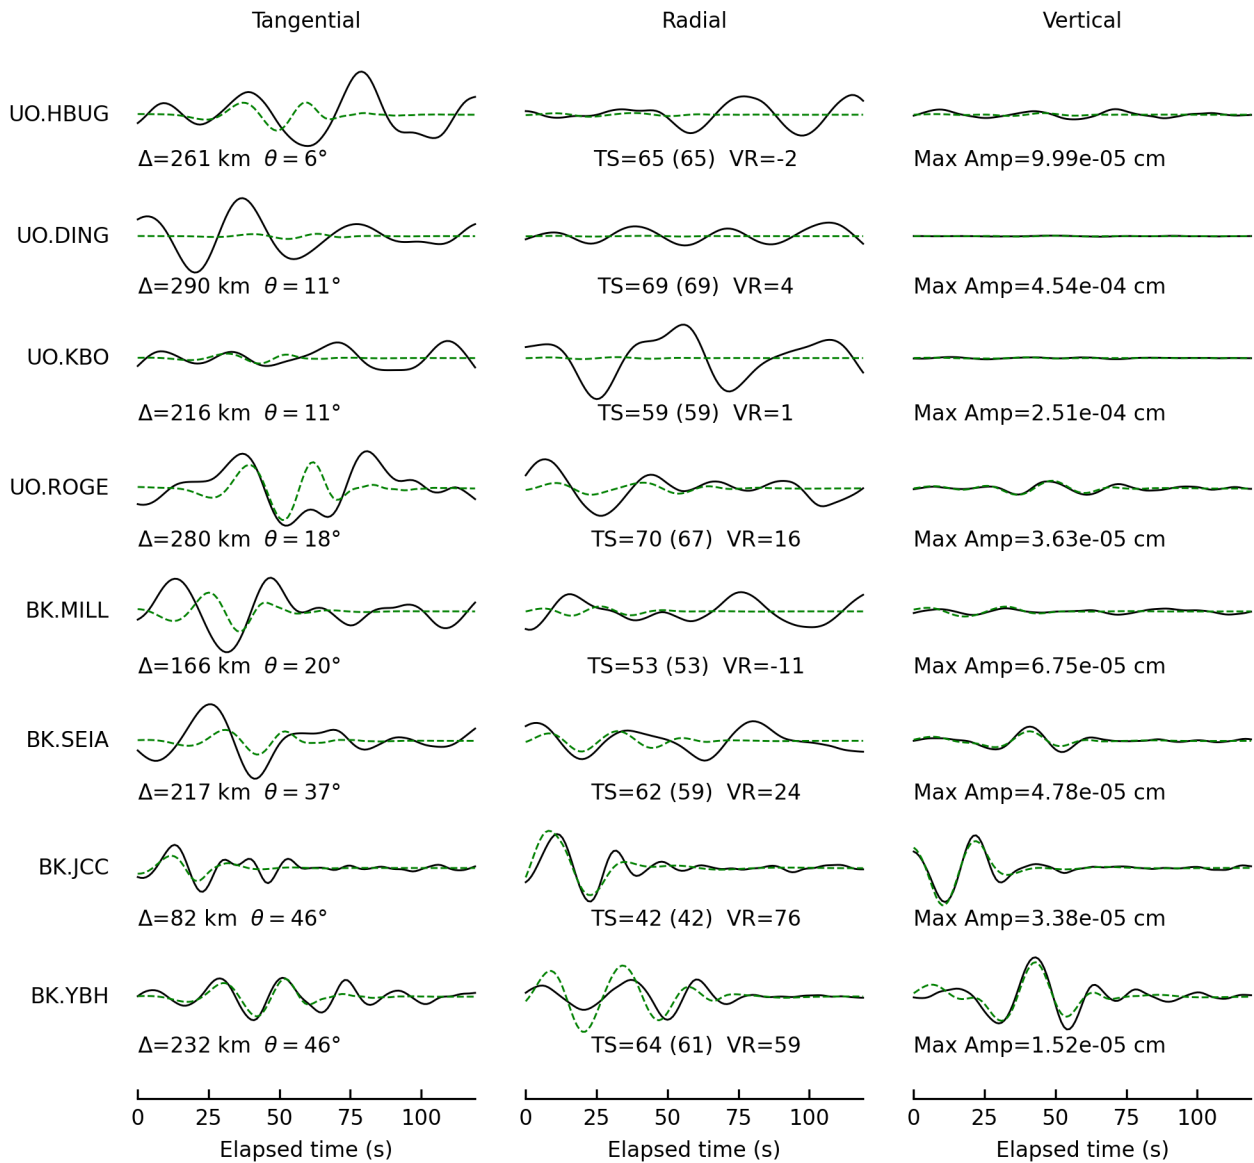 Tangential Radial Vertical
UO.HBUG
Δ=261 km θ = 6° TS=65 (65) VR=-2 Max Amp=9.99e-05 cm
UO.DING
Δ=290 km θ = 11° TS=69 (69) VR=4 Max Amp=4.54e-04 cm
UO.KBO
Δ=216 km θ = 11° TS=59 (59) VR=1 Max Amp=2.51e-04 cm
UO.ROGE
Δ=280 km θ = 18° TS=70 (67) VR=16 Max Amp=3.63e-05 cm
BK.MILL
Δ=166 km θ = 20° TS=53 (53) VR=-11 Max Amp=6.75e-05 cm
BK.SEIA
Δ=217 km θ = 37° TS=62 (59) VR=24 Max Amp=4.78e-05 cm
BK.JCC
Δ=82 km θ = 46° TS=42 (42) VR=76 Max Amp=3.38e-05 cm
BK.YBH
Δ=232 km θ = 46° TS=64 (61) VR=59 Max Amp=1.52e-05 cm
0 25 50 75 100 0 25 50 75 100 0 25 50 75 100
Elapsed time (s) Elapsed time (s) Elapsed time (s)